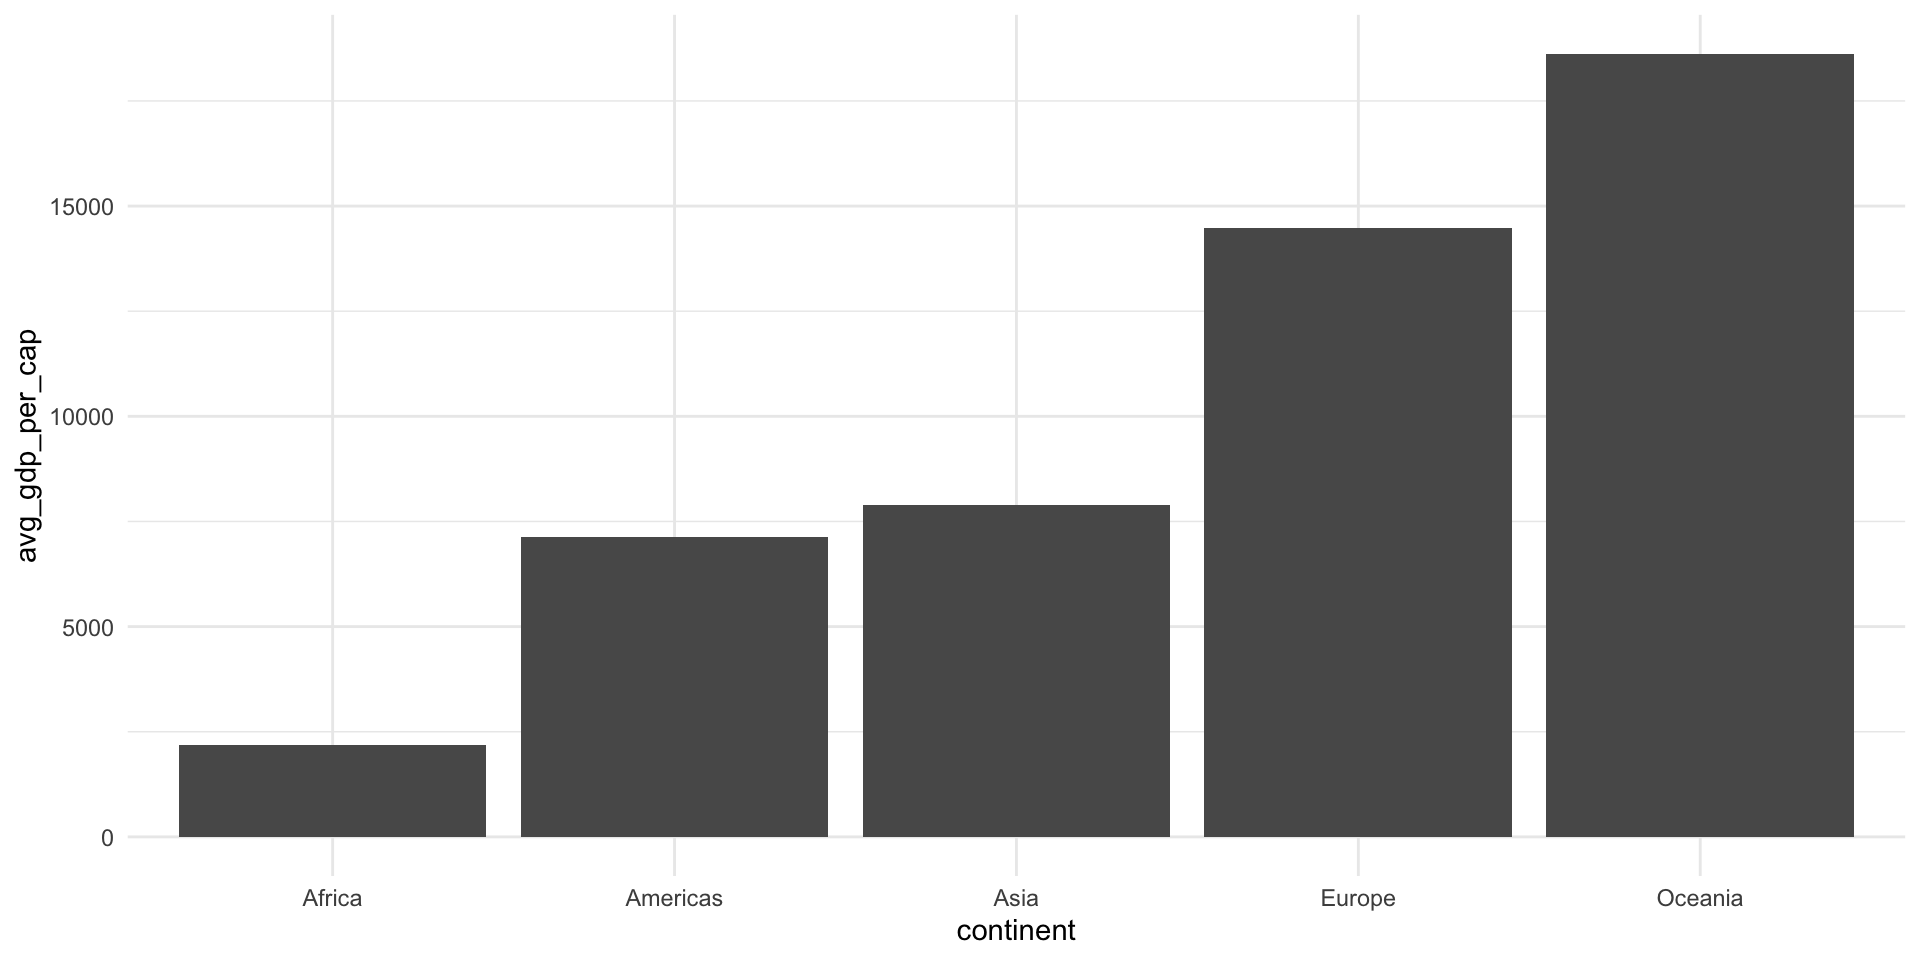 avg_gdp_per_cap
15000
10000
5000
0
Africa Americas Asia Europe Oceania
continent